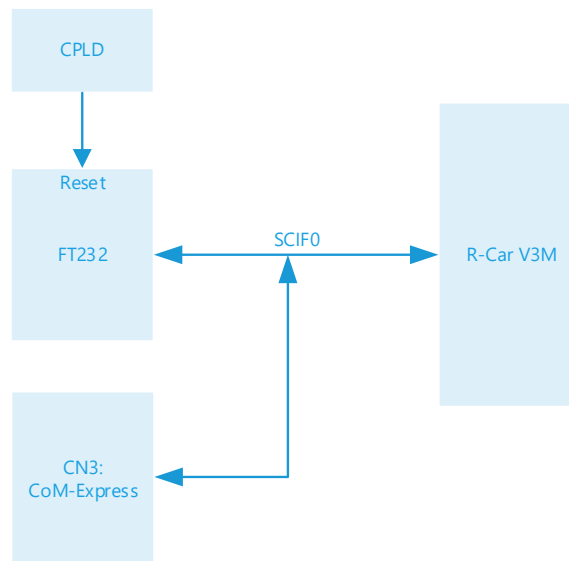 CPLD
Reset
FT232
SCIF0
R-Car V3M
CN3:
CoM-Express